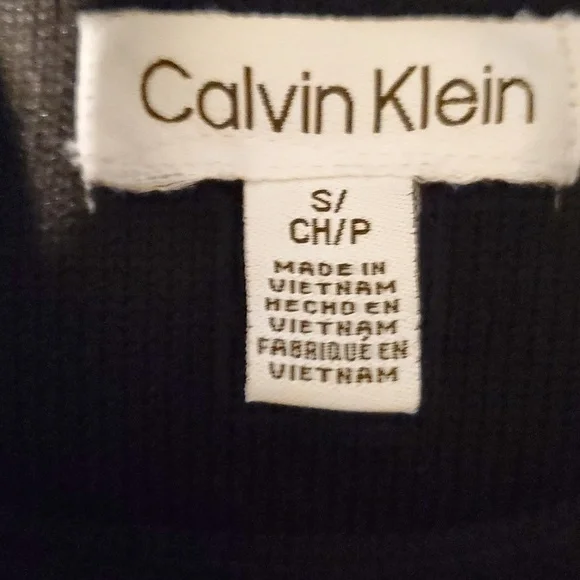 Calvin Klein
S/
CH/P
MADE IN
VIETNAM
HECHO EN
VIETNAM
FABRIQUÉ EN
VIETNAM